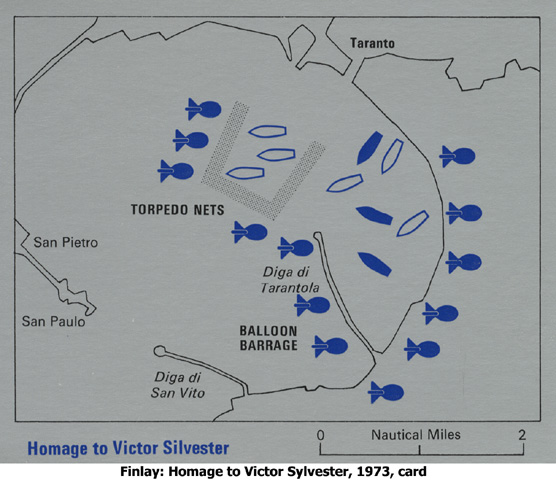 Taranto
TORPEDO NETS
San Pietro
Diga di
Tarantola
San Paulo
BALLOON
BARRAGE
Diga di
San Vito
Homage to Victor Silvester
0 Nautical Miles 2
Finlay: Homage to Victor Sylvester, 1973, card